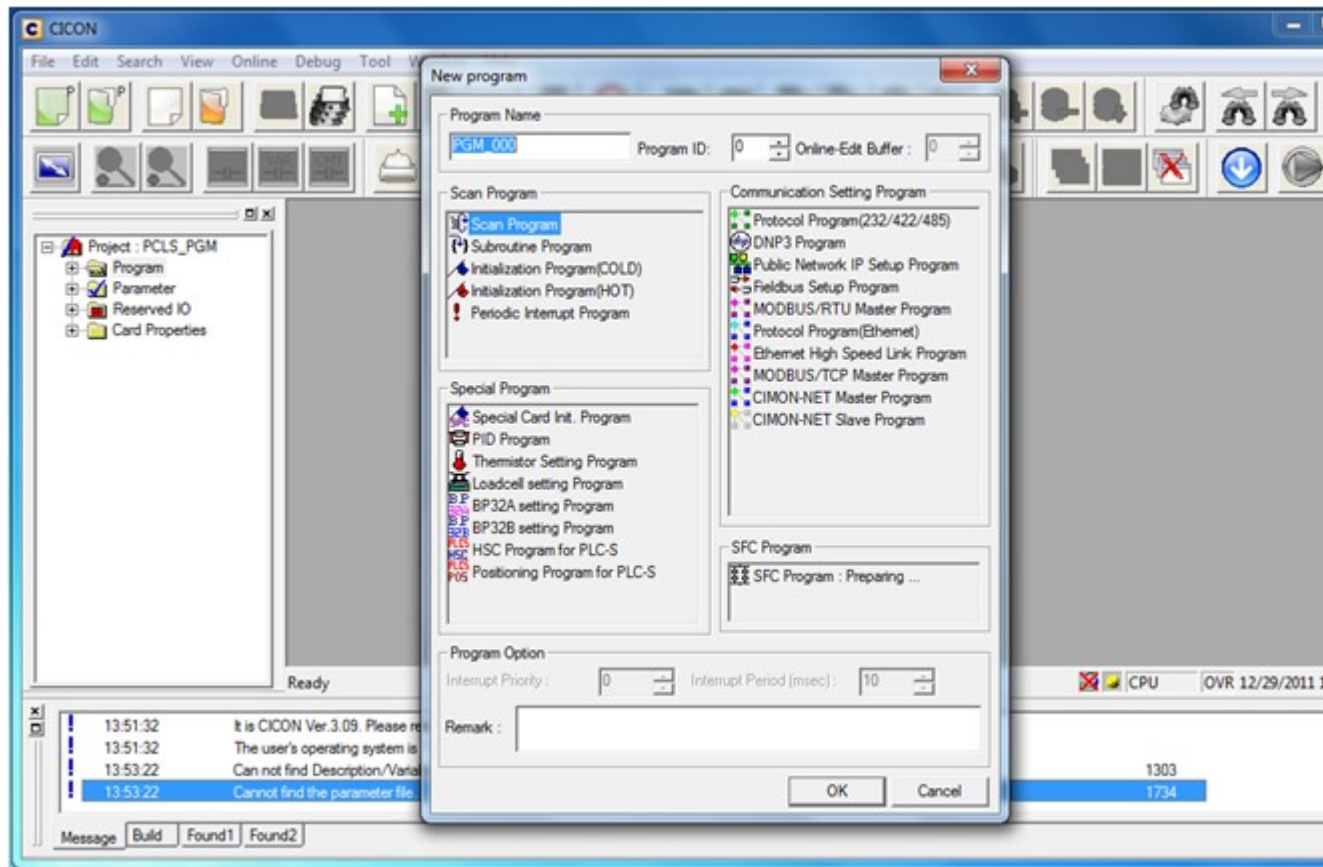 CICON
File Edit Search View Online Debug Tool
New program
Program Name
PGM_000 Program ID: 0 Online-Edit Buffer : 0
Scan Program
Scan Program
Subroutine Program
Initialization Program(COLD)
Initialization Program(HOT)
Periodic Interrupt Program
Communication Setting Program
Protocol Program(232/422/485)
DNP3 Program
Public Network IP Setup Program
Fieldbus Setup Program
MODBUS/RTU Master Program
Protocol Program(Ethernet)
Ethernet High Speed Link Program
MODBUS/TCP Master Program
CIMON-NET Master Program
CIMON-NET Slave Program
Project : PCLS_PGM
Program
Parameter
Reserved IO
Card Properties
Special Program
Special Card Init. Program
PID Program
Thermistor Setting Program
Loadcell setting Program
BP32A setting Program
BP32B setting Program
HSC Program for PLC-S
Positioning Program for PLC-S
SFC Program
SFC Program : Preparing ...
Program Option
Interrupt Priority : 0 Interrupt Period (msec) : 10
Remark :
OK Cancel
Ready CPU OVR 12/29/2011
13:51:32 It is CICON Ver.3.09. Please
13:51:32 The user's operating system is
13:53:22 Can not find Description/ 1303
13:53:22 Cannot find the parameter file. 1734
Message Build Found1 Found2